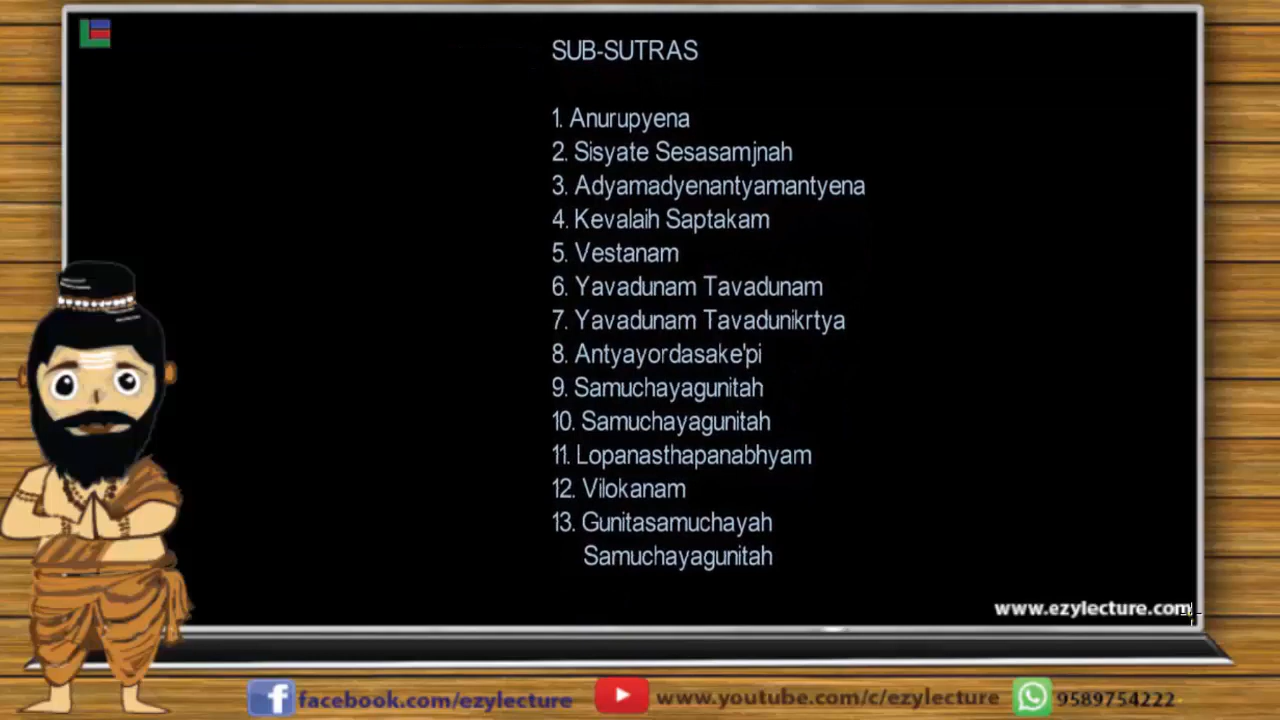 SUB-SUTRAS
1. Anurupyena
2. Sisyate Sesasamjnah
3. Adyamadyenantyamantyena
4. Kevalaih Saptakam
5. Vestanam
6. Yavadunam Tavadunam
7. Yavadunam Tavadunikrtya
8. Antyayordasake'pi
9. Samuchayagunitah
10. Samuchayagunitah
11. Lopanasthapanabhyam
12. Vilokanam
13. Gunitasamuchayah
Samuchayagunitah
www.ezylecture.com
facebook.com/ezylecture www.youtube.com/c/ezylecture 9589754222